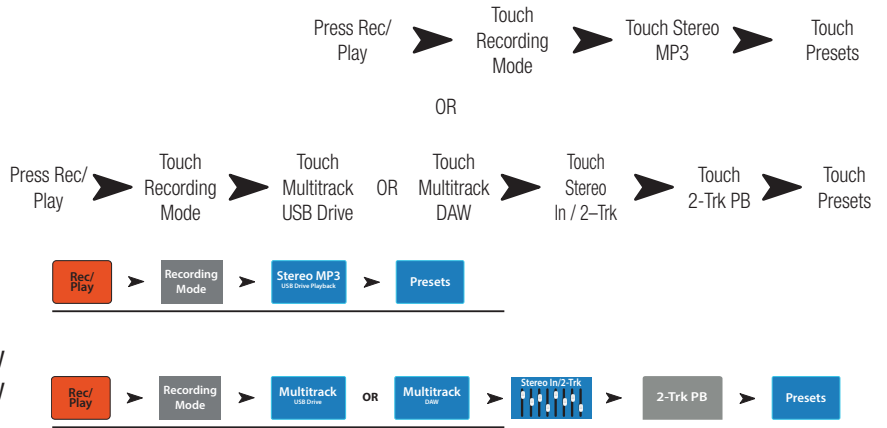 Press Rec/
Play
Touch
Recording
Mode
Touch Stereo
MP3
Touch
Presets
OR
Press Rec/
Play
Touch
Recording
Mode
Touch
Multitrack
USB Drive
OR
Touch
Multitrack
DAW
Touch
Stereo
In / 2–Trk
Touch
2-Trk PB
Touch
Presets
Rec/
Play
Recording
Mode
Stereo MP3
USB Drive Playback
Presets
/
/
Rec/
Play
Recording
Mode
Multitrack
USB Drive
OR
Multitrack
DAW
Stereo In/2-Trk
2-Trk PB
Presets